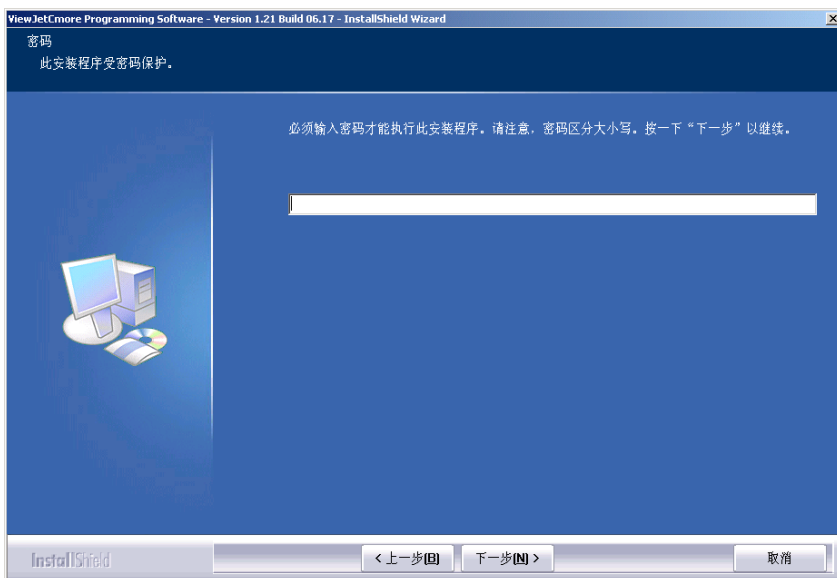 ViewJetCmore Programming Software - Version 1.21 Build 06.17 - InstallShield Wizard
密码
此安装程序受密码保护。
必须输入密码才能执行此安装程序。请注意，密码区分大小写。按一下“下一步”以继续。
InstallShield
< 上一步(B) 下一步(N) > 取消